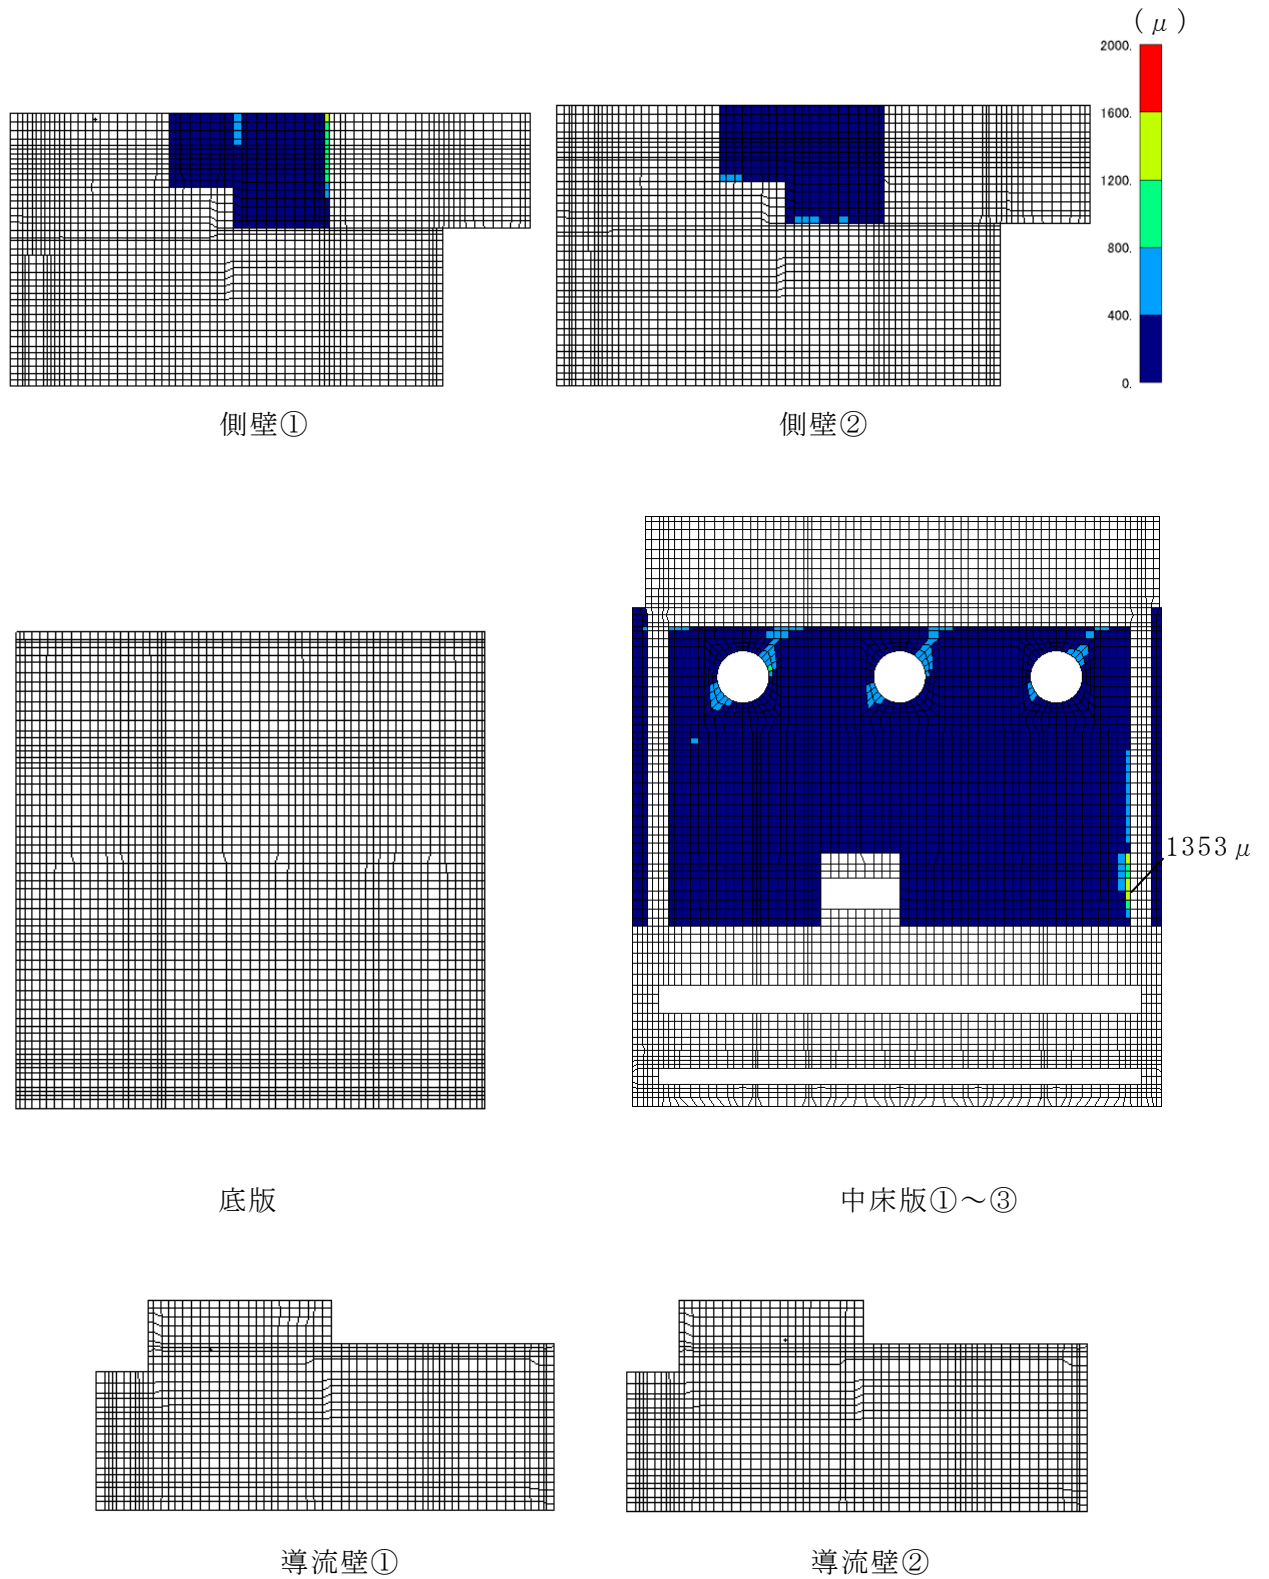 (μ)
2000.
1600.
1200.
800.
400.
0.
側壁①
側壁②
1353μ
底版
中床版①～③
導流壁①
導流壁②